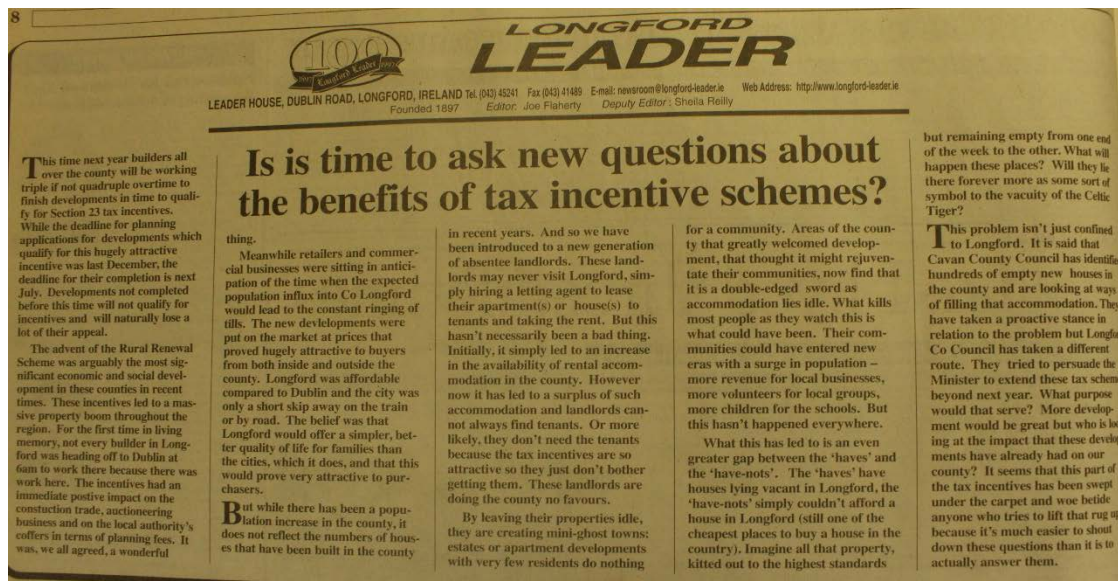 8
100
1897 Longford Leader 1997
LONGFORD
LEADER
LEADER HOUSE, DUBLIN ROAD, LONGFORD, IRELAND Tel. (043) 45241 Fax (043) 41489 E-mail: newsroom@longford-leader.ie Web Address: http://www.longford-leader.ie
Founded 1897 Editor: Joe Flaherty Deputy Editor: Sheila Reilly
Is is time to ask new questions about
the benefits of tax incentive schemes?
This time next year builders all
over the county will be working
triple if not quadruple overtime to
finish developments in time to quali-
fy for Section 23 tax incentives.
While the deadline for planning
applications for developments which
qualify for this hugely attractive
incentive was last December, the
deadline for their completion is next
July. Developments not completed
before this time will not qualify for
incentives and will naturally lose a
lot of their appeal.
The advent of the Rural Renewal
Scheme was arguably the most sig-
nificant economic and social devel-
opment in these counties in recent
times. These incentives led to a mas-
sive property boom throughout the
region. For the first time in living
memory, not every builder in Long-
ford was heading off to Dublin at
6am to work there because there was
work here. The incentives had an
immediate postive impact on the
constuction trade, auctioneering
business and on the local authority's
coffers in terms of planning fees. It
was, we all agreed, a wonderful
thing.
Meanwhile retailers and commer-
cial businesses were sitting in antici-
pation of the time when the expected
population influx into Co Longford
would lead to the constant ringing of
tills. The new devlelopments were
put on the market at prices that
proved hugely attractive to buyers
from both inside and outside the
county. Longford was affordable
compared to Dublin and the city was
only a short skip away on the train
or by road. The belief was that
Longford would offer a simpler, bet-
ter quality of life for families than
the cities, which it does, and that this
would prove very attractive to pur-
chasers.
But while there has been a popu-
lation increase in the county, it
does not reflect the numbers of hous-
es that have been built in the county
in recent years. And so we have
been introduced to a new generation
of absentee landlords. These land-
lords may never visit Longford, sim-
ply hiring a letting agent to lease
their apartment(s) or house(s) to
tenants and taking the rent. But this
hasn't necessarily been a bad thing.
Initially, it simply led to an increase
in the availability of rental accom-
modation in the county. However
now it has led to a surplus of such
accommodation and landlords can-
not always find tenants. Or more
likely, they don't need the tenants
because the tax incentives are so
attractive so they just don't bother
getting them. These landlords are
doing the county no favours.
By leaving their properties idle,
they are creating mini-ghost towns:
estates or apartment developments
with very few residents do nothing
for a community. Areas of the coun-
ty that greatly welcomed develop-
ment, that thought it might rejuven-
tate their communities, now find that
it is a double-edged sword as
accommodation lies idle. What kills
most people as they watch this is
what could have been. Their com-
munities could have entered new
eras with a surge in population –
more revenue for local businesses,
more volunteers for local groups,
more children for the schools. But
this hasn't happened everywhere.
What this has led to is an even
greater gap between the 'haves' and
the 'have-nots'. The 'haves' have
houses lying vacant in Longford, the
'have-nots' simply couldn't afford a
house in Longford (still one of the
cheapest places to buy a house in the
country). Imagine all that property,
kitted out to the highest standards
but remaining empty from one end
of the week to the other. What will
happen these places? Will they lie
there forever more as some sort of
symbol to the vacuity of the Celtic
Tiger?
This problem isn't just confined
to Longford. It is said that
Cavan County Council has identifie
hundreds of empty new houses in
the county and are looking at ways
of filling that accommodation. They
have taken a proactive stance in
relation to the problem but Longfo
Co Council has taken a different
route. They tried to persuade the
Minister to extend these tax schem
beyond next year. What purpose
would that serve? More develop-
ment would be great but who is loo
ing at the impact that these develo
ments have already had on our
county? It seems that this part of
the tax incentives has been swept
under the carpet and woe betide
anyone who tries to lift that rug up
because it's much easier to shout
down these questions than it is to
actually answer them.